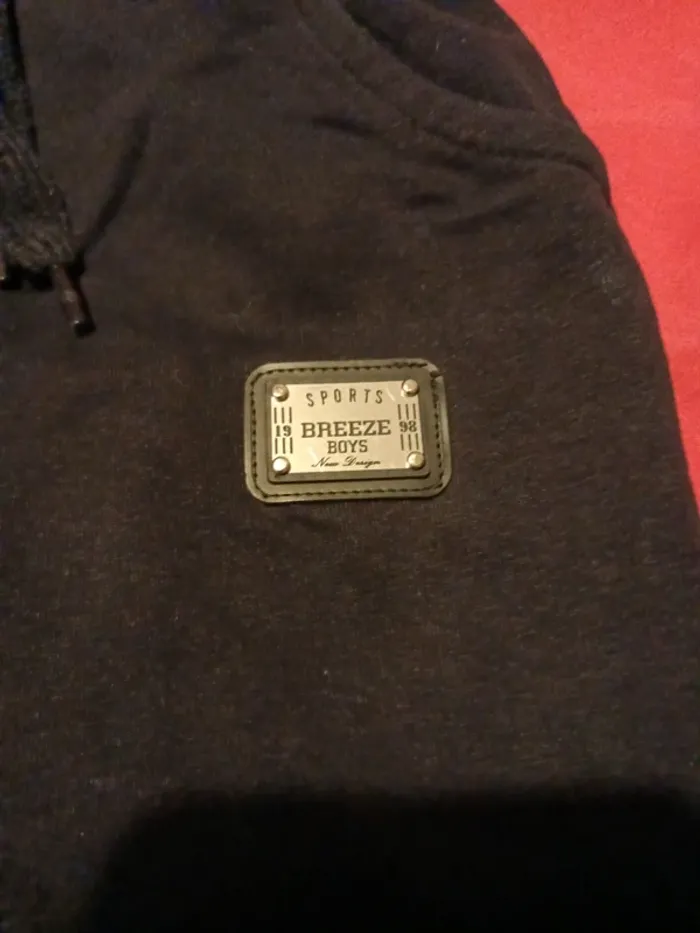 SPORTS
19 BREEZE 98
BOYS
New Design